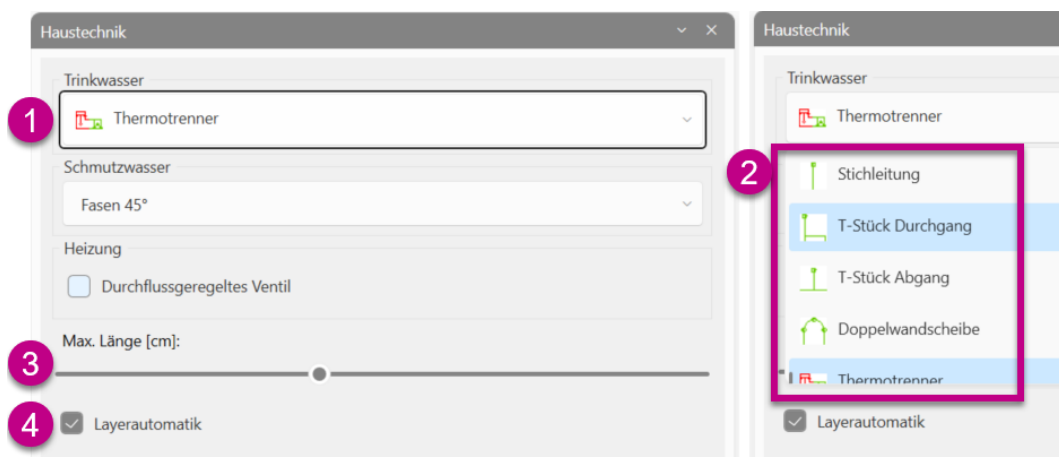 Haustechnik
Trinkwasser
1
Thermotrenner
Schmutzwasser
Fasen 45°
Heizung
Durchflussgeregeltes Ventil
Max. Länge [cm]:
3
4
Layerautomatik
Haustechnik
Trinkwasser
Thermotrenner
2
Stichleitung
T-Stück Durchgang
T-Stück Abgang
Doppelwandscheibe
Thermotrenner
Layerautomatik